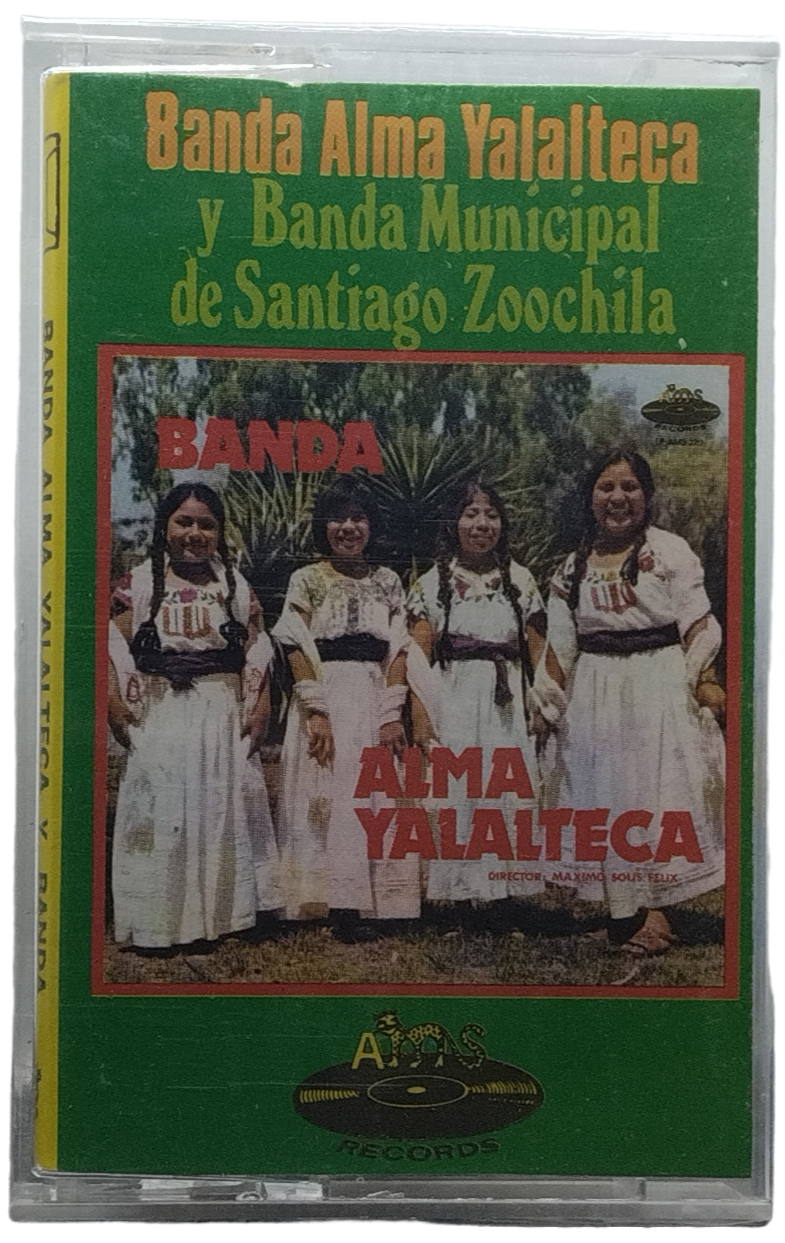 Banda Alma Yalalteca
y Banda Municipal
de Santiago Zoochila
RECORDS
BANDA
ALMA
YALALTECA
DIRECTOR: MAXIMO SOLIS FELIX
RECORDS
BANDA ALMA YALALTECA Y BANDA